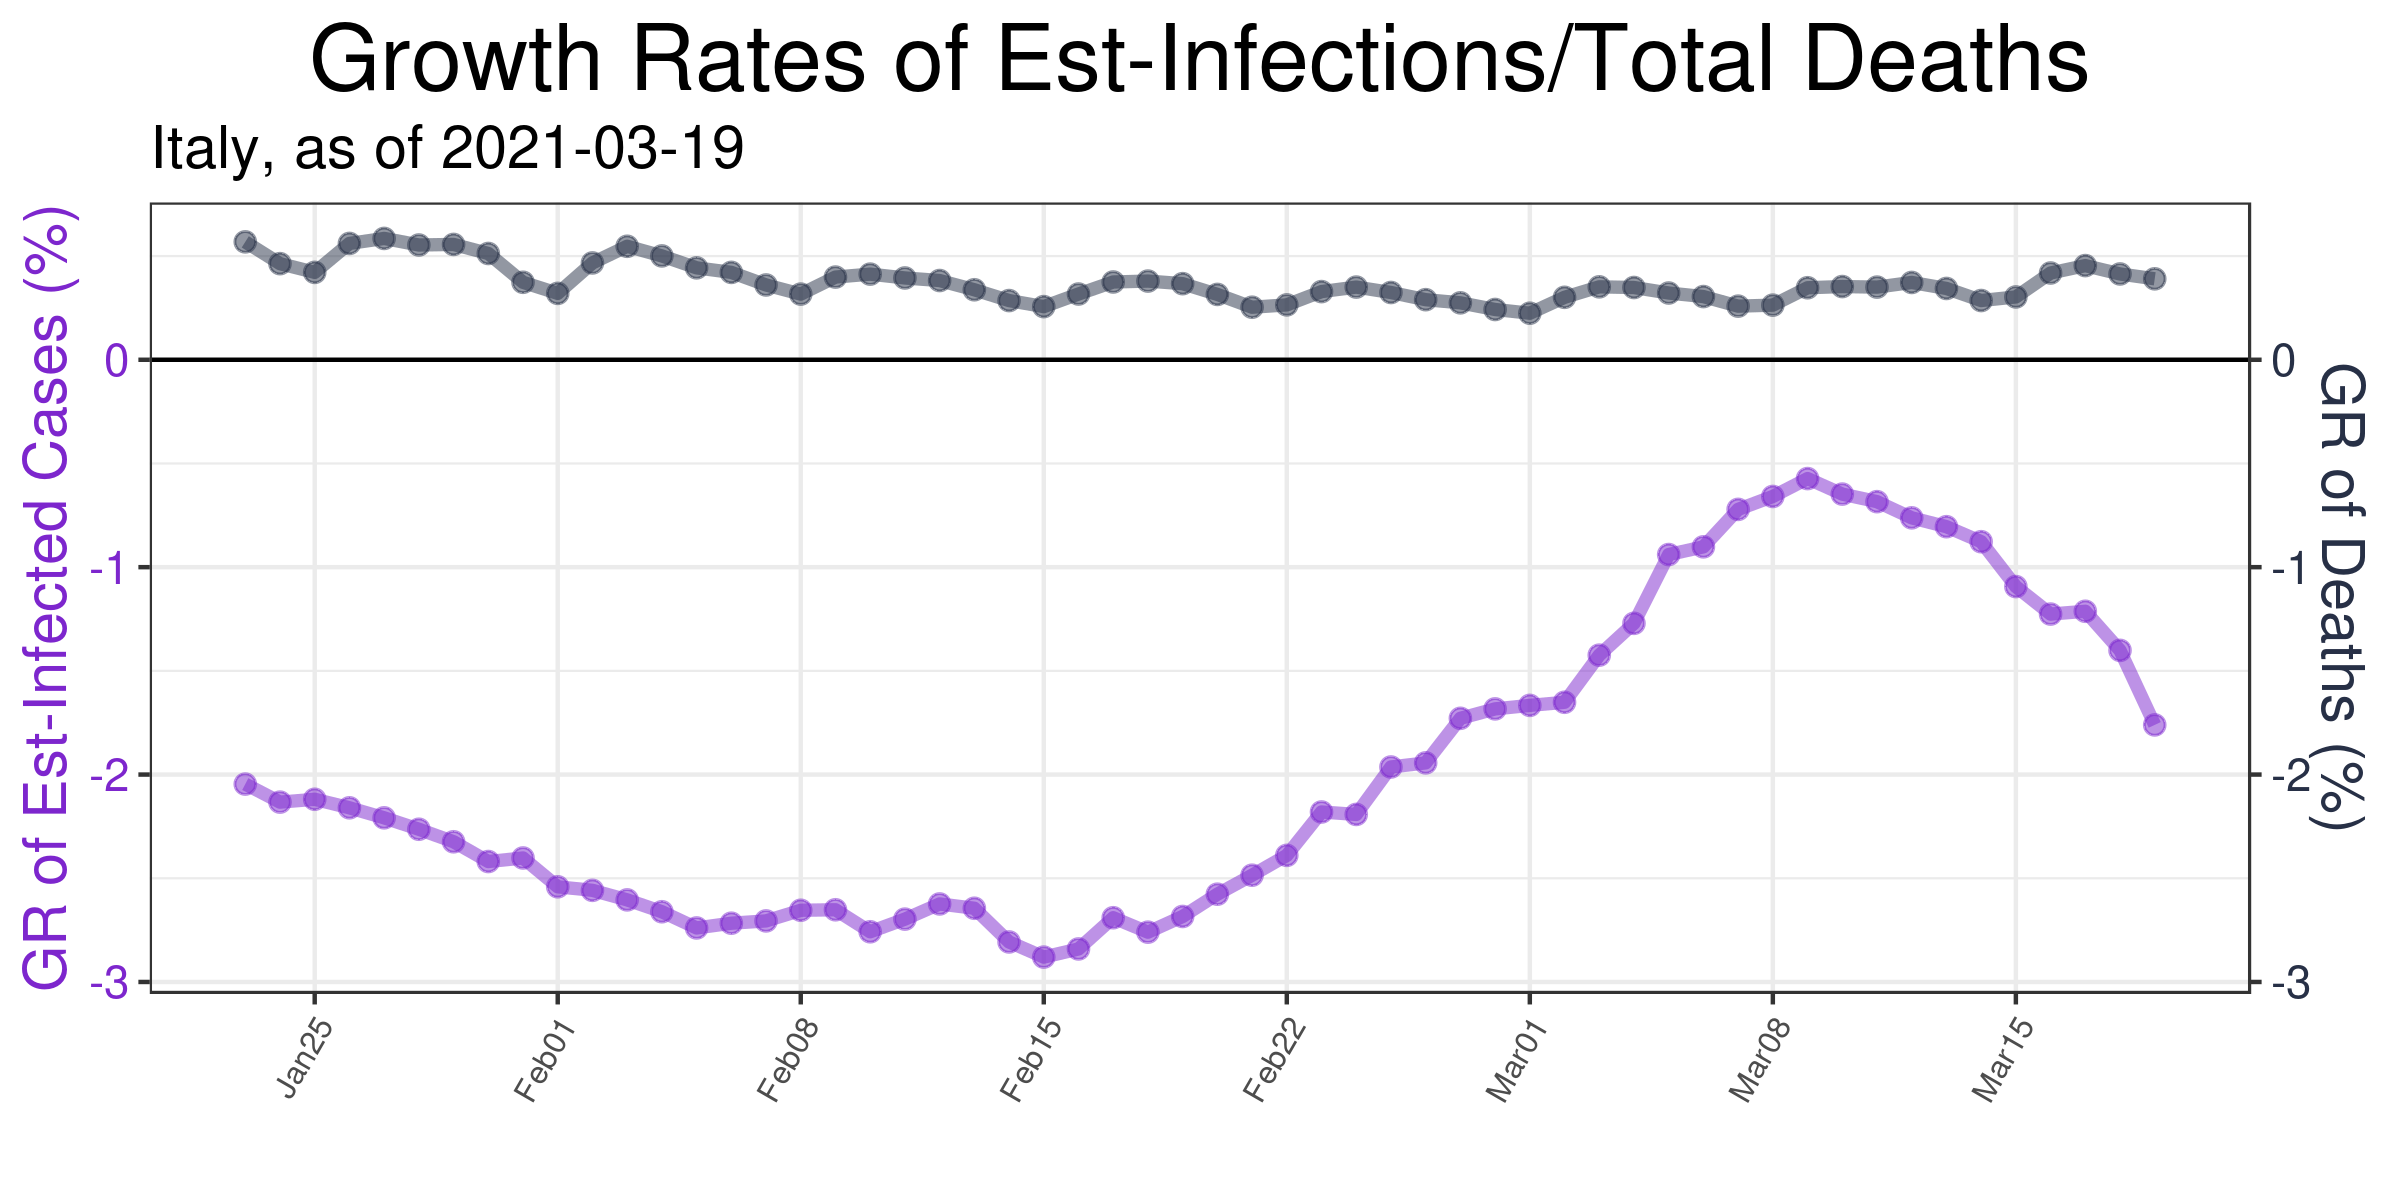 Growth Rates of Est-Infections/Total Deaths
Italy, as of 2021-03-19
GR of Est-Infected Cases (%)
0
-1
-2
-3
0
-1
-2
-3
GR of Deaths (%)
Jan25
Feb01
Feb08
Feb15
Feb22
Mar01
Mar08
Mar15